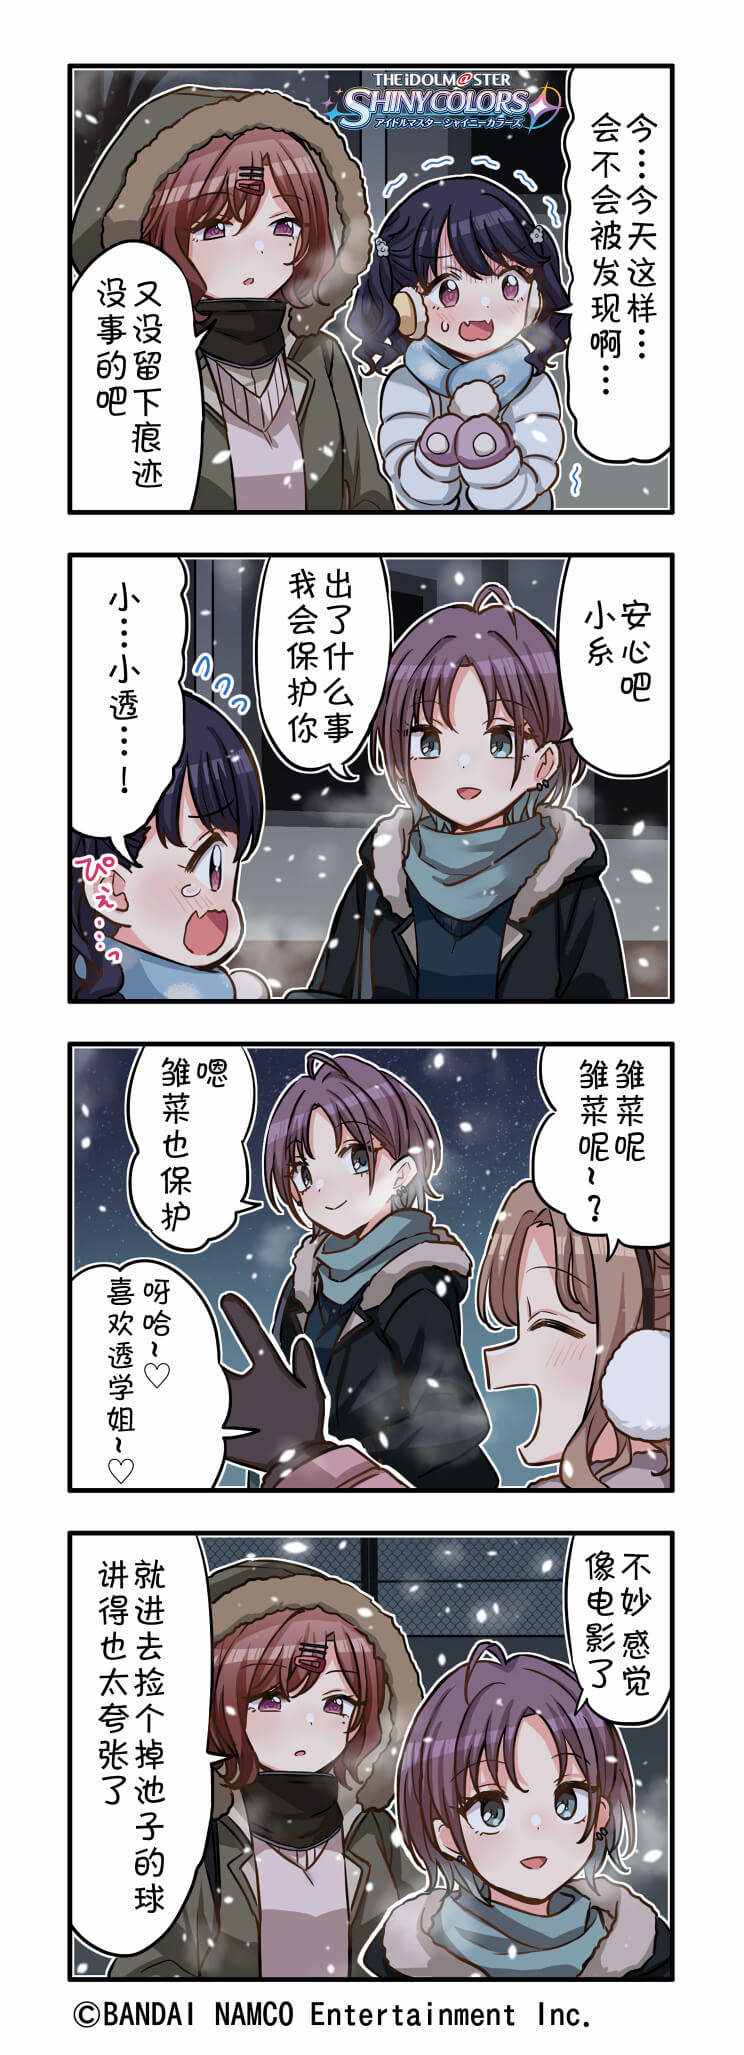 THE iDOLM@STER
SHINY COLORS
アイドルマスター シャイニーカラーズ
今…今天这样…
会不会被发现啊…
又没留下痕迹
没事的吧
安心吧
小糸
出了什么事
我会保护你
小…小透…！
ぴぇ…っ
雏菜呢
雏菜呢~？
嗯
雏菜也保护
呀哈~♡
喜欢透学姐~♡
不妙感觉
像电影了
就进去捡个掉池子的球
讲得也太夸张了
©BANDAI NAMCO Entertainment Inc.